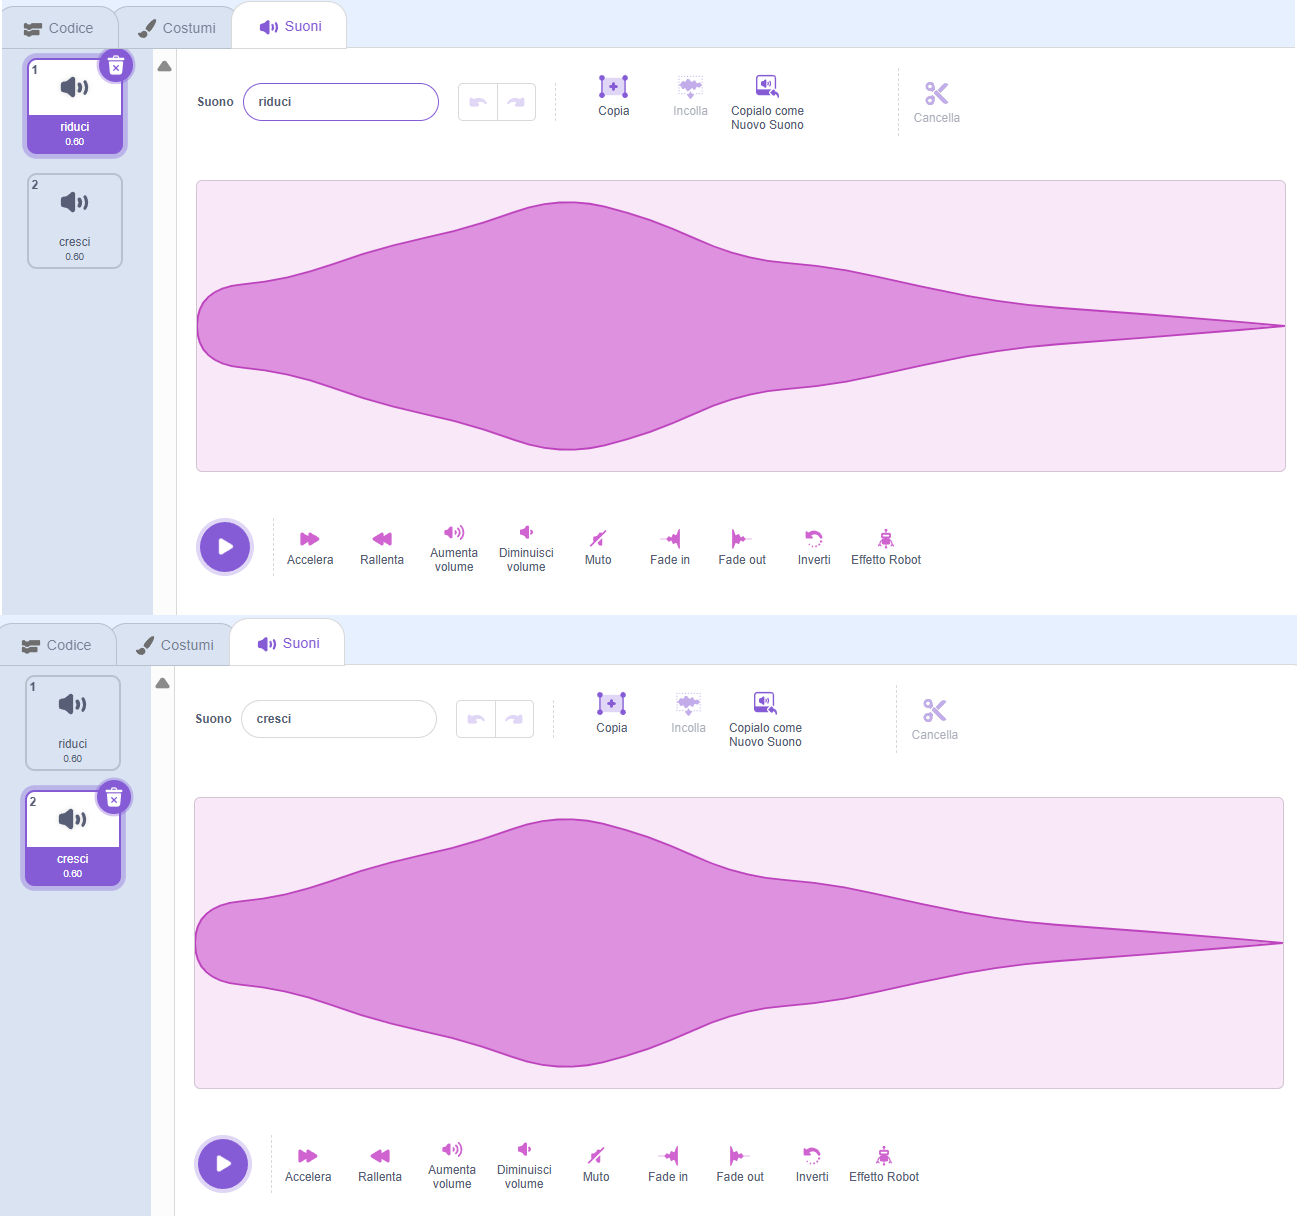 Codice Costumi Suoni
1
riduci
0.60
2
cresci
0.60
Suono riduci
Copia
Incolla
Copialo come
Nuovo Suono
Cancella
Accelera
Rallenta
Aumenta
volume
Diminuisci
volume
Muto
Fade in
Fade out
Inverti
Effetto Robot
Codice Costumi Suoni
1
riduci
0.60
2
cresci
0.60
Suono cresci
Copia
Incolla
Copialo come
Nuovo Suono
Cancella
Accelera
Rallenta
Aumenta
volume
Diminuisci
volume
Muto
Fade in
Fade out
Inverti
Effetto Robot